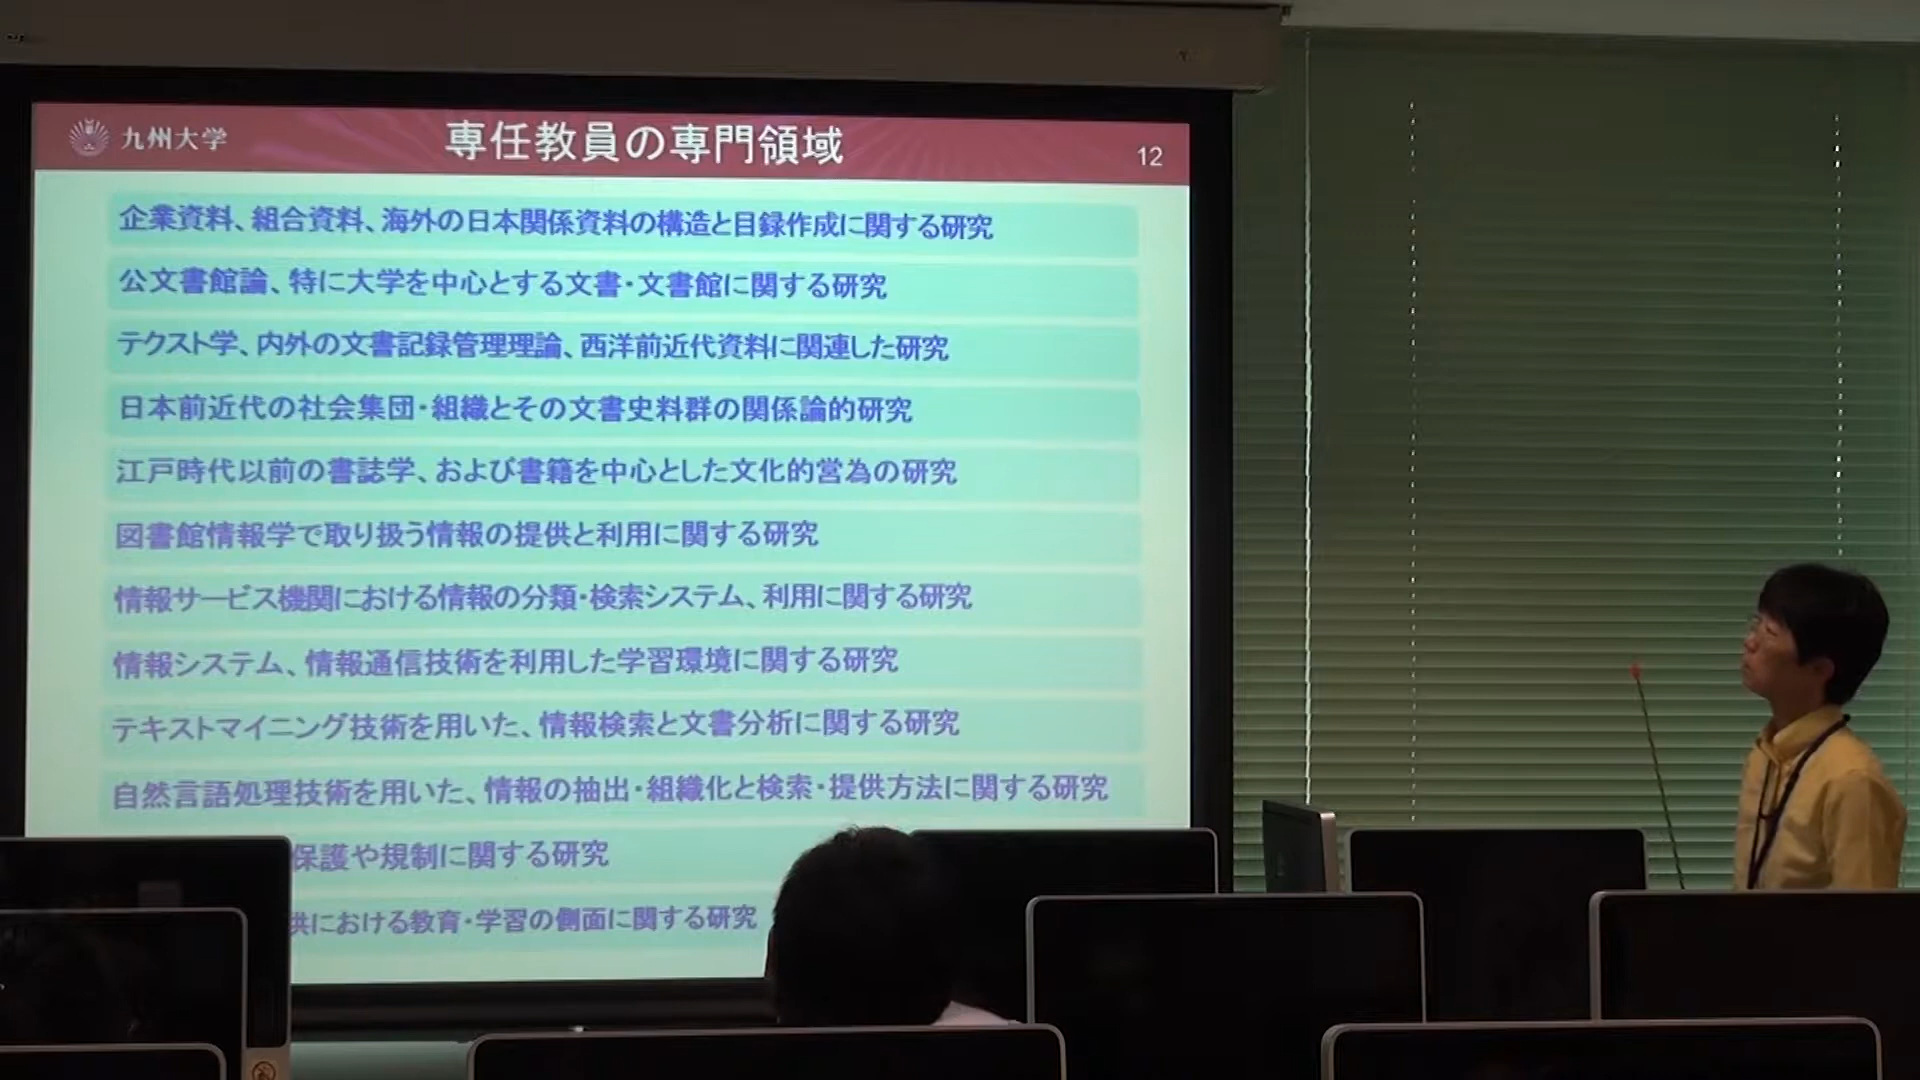 九州大学
専任教員の専門領域
12
企業資料、組合資料、海外の日本関係資料の構造と目録作成に関する研究
公文書館論、特に大学を中心とする文書・文書館に関する研究
テクスト学、内外の文書記録管理理論、西洋前近代資料に関連した研究
日本前近代の社会集団・組織とその文書史料群の関係論的研究
江戸時代以前の書誌学、および書籍を中心とした文化的営為の研究
図書館情報学で取り扱う情報の提供と利用に関する研究
情報サービス機関における情報の分類・検索システム、利用に関する研究
情報システム、情報通信技術を利用した学習環境に関する研究
テキストマイニング技術を用いた、情報検索と文書分析に関する研究
自然言語処理技術を用いた、情報の抽出・組織化と検索・提供方法に関する研究
保護や規制に関する研究
供における教育・学習の側面に関する研究